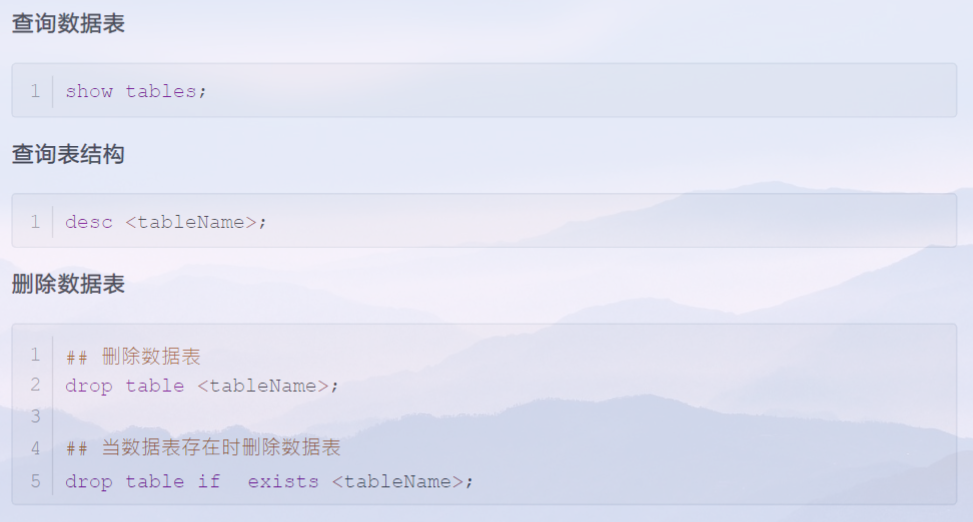 查询数据表
1 show tables;
查询表结构
1 desc <tableName>;
删除数据表
1 ## 删除数据表
2 drop table <tableName>;
3
4 ## 当数据表存在时删除数据表
5 drop table if  exists <tableName>;